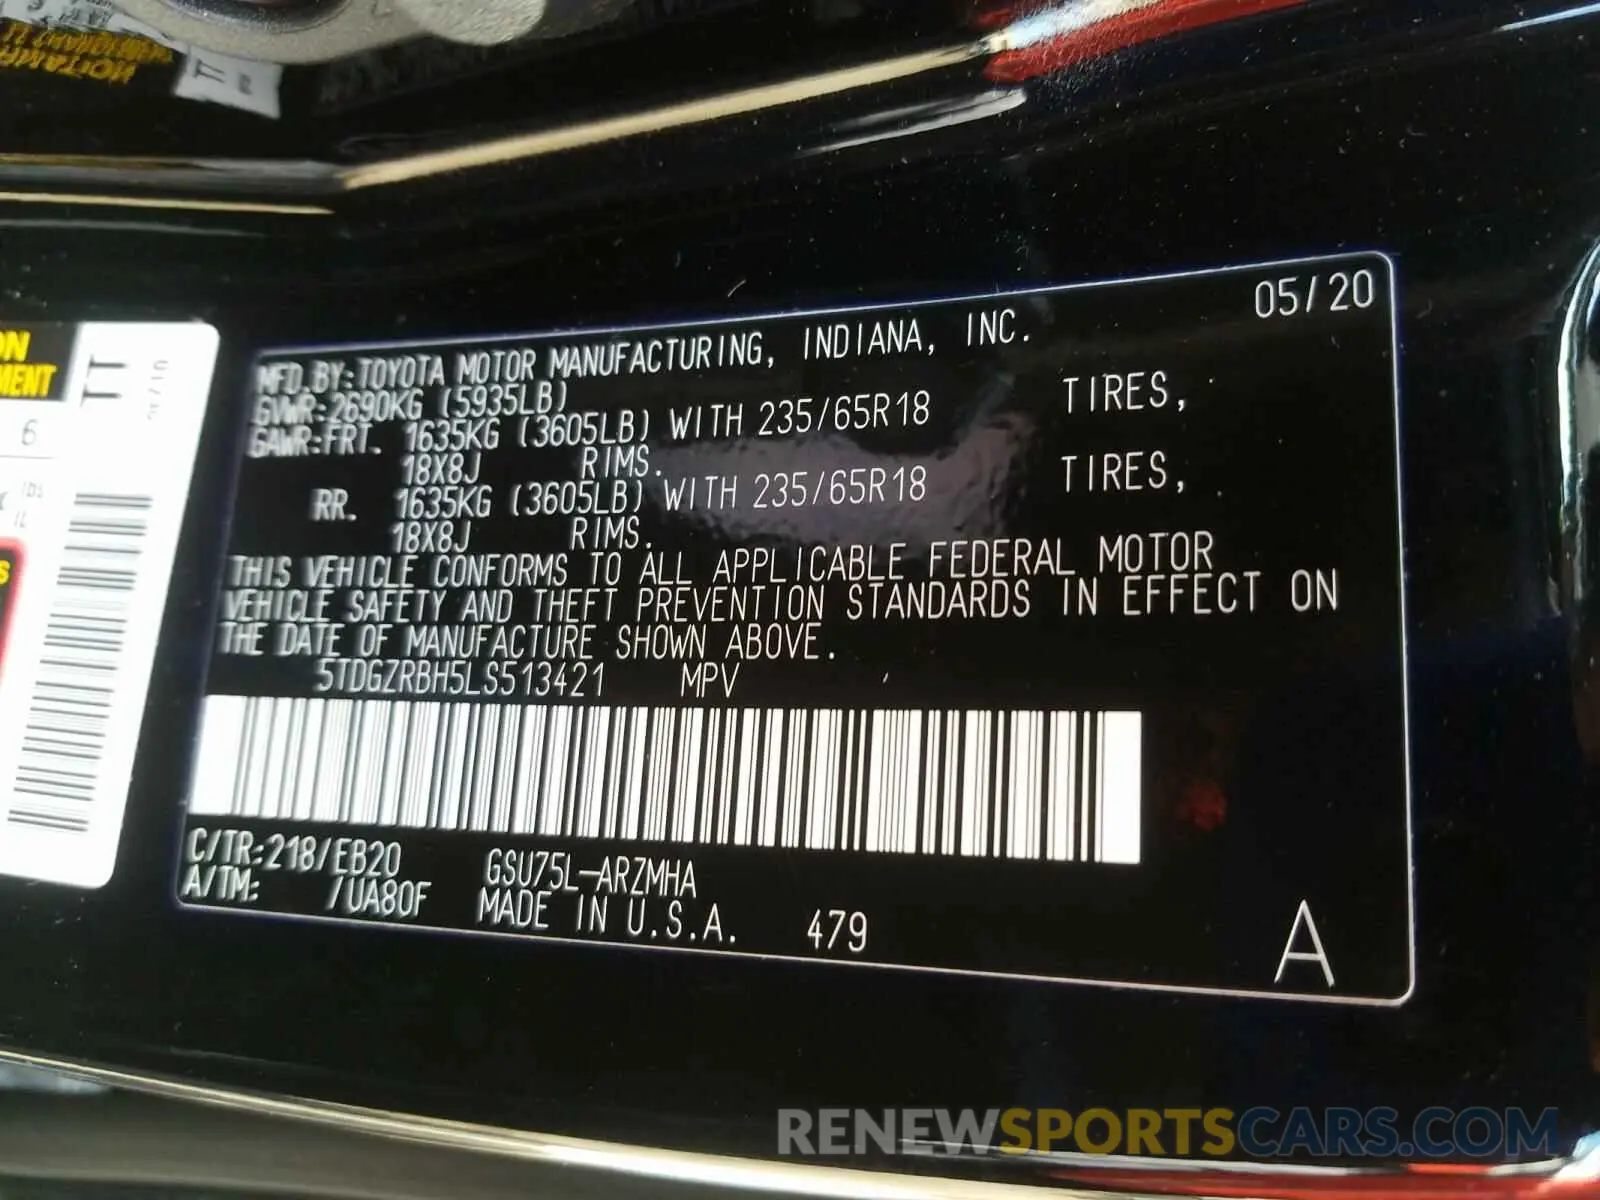 05/20
MFD.BY:TOYOTA MOTOR MANUFACTURING, INDIANA, INC.
GVWR:2690KG (5935LB)
GAWR:FRT. 1635KG (3605LB) WITH 235/65R18 TIRES,
18X8J RIMS.
RR. 1635KG (3605LB) WITH 235/65R18 TIRES,
18X8J RIMS.
THIS VEHICLE CONFORMS TO ALL APPLICABLE FEDERAL MOTOR
VEHICLE SAFETY AND THEFT PREVENTION STANDARDS IN EFFECT ON
THE DATE OF MANUFACTURE SHOWN ABOVE.
5TDGZRBH5LS513421 MPV
C/TR:218/EB20 GSU75L-ARZMHA
A/TM: /UA80F MADE IN U.S.A. 479
A
6
TT
RENEWSPORTSCARS.COM